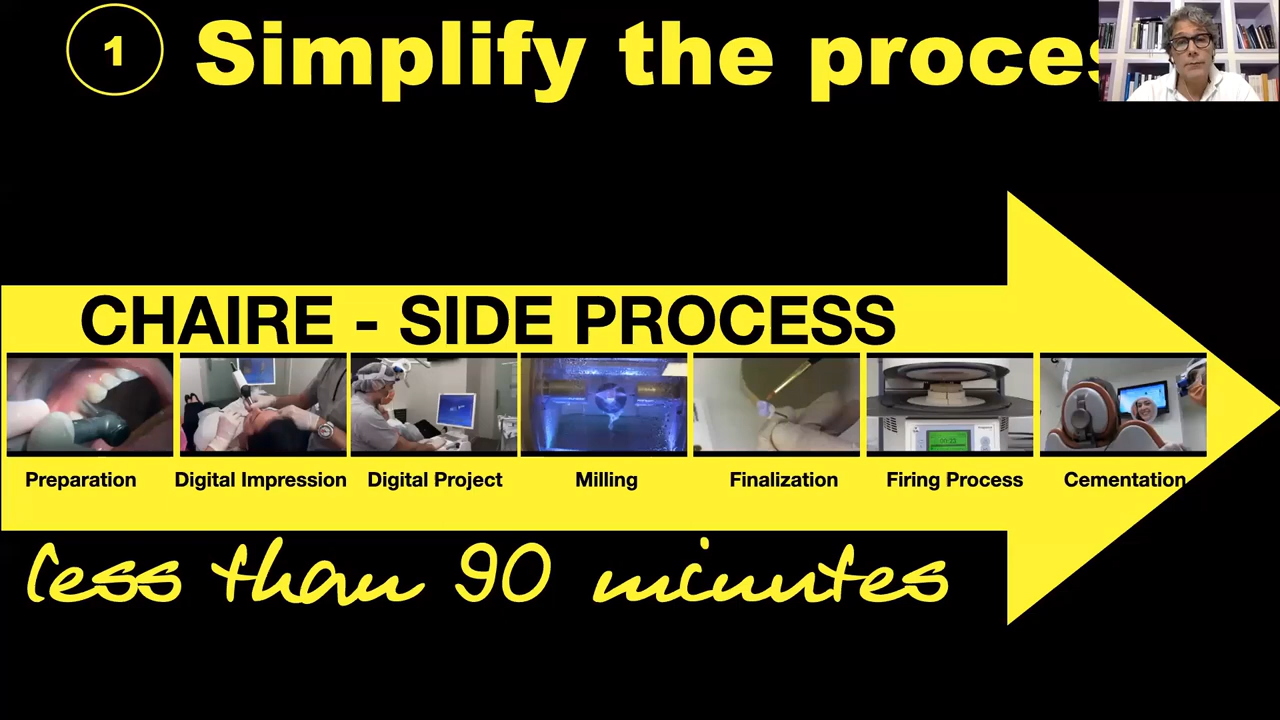 1 Simplify the proces
CHAIRE - SIDE PROCESS
Preparation Digital Impression Digital Project Milling Finalization Firing Process Cementation
less than 90 minutes